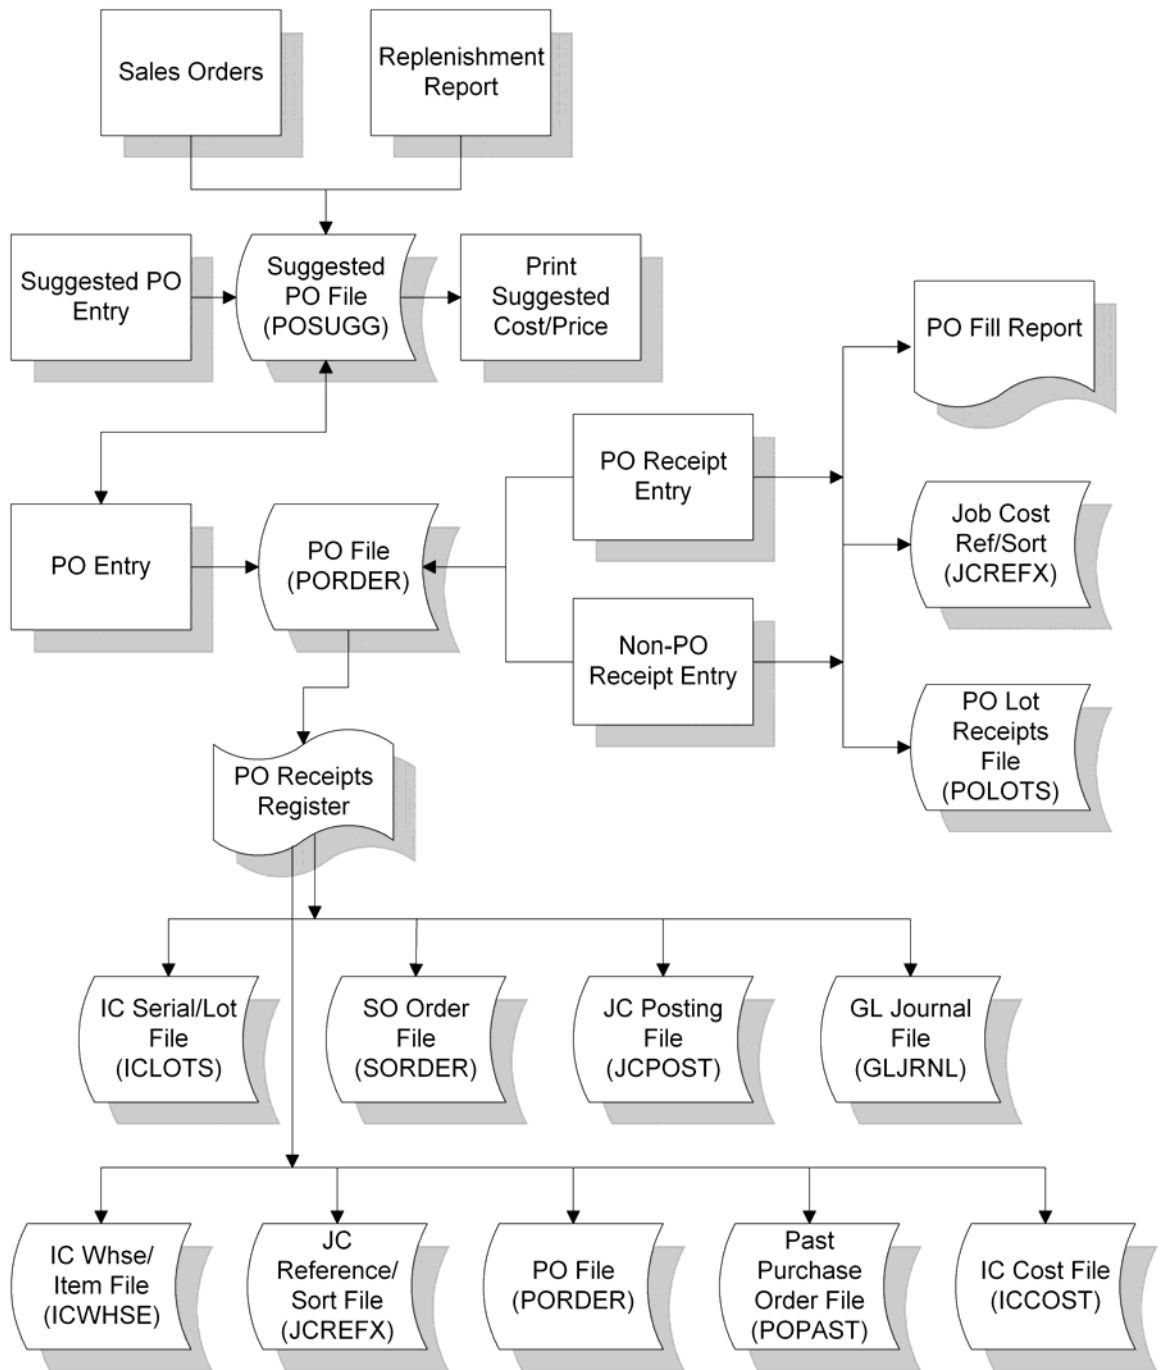 Sales Orders
Replenishment
Report
Suggested PO
Entry
Suggested
PO File
(POSUGG)
Print
Suggested
Cost/Price
PO Fill Report
PO Receipt
Entry
Job Cost
Ref/Sort
(JCREFX)
PO Entry
PO File
(PORDER)
Non-PO
Receipt Entry
PO Lot
Receipts
File
(POLOTS)
PO Receipts
Register
IC Serial/Lot
File
(ICLOTS)
SO Order
File
(SORDER)
JC Posting
File
(JCPOST)
GL Journal
File
(GLJRNL)
IC Whse/
Item File
(ICWHSE)
JC
Reference/
Sort File
(JCREFX)
PO File
(PORDER)
Past
Purchase
Order File
(POPAST)
IC Cost File
(ICCOST)